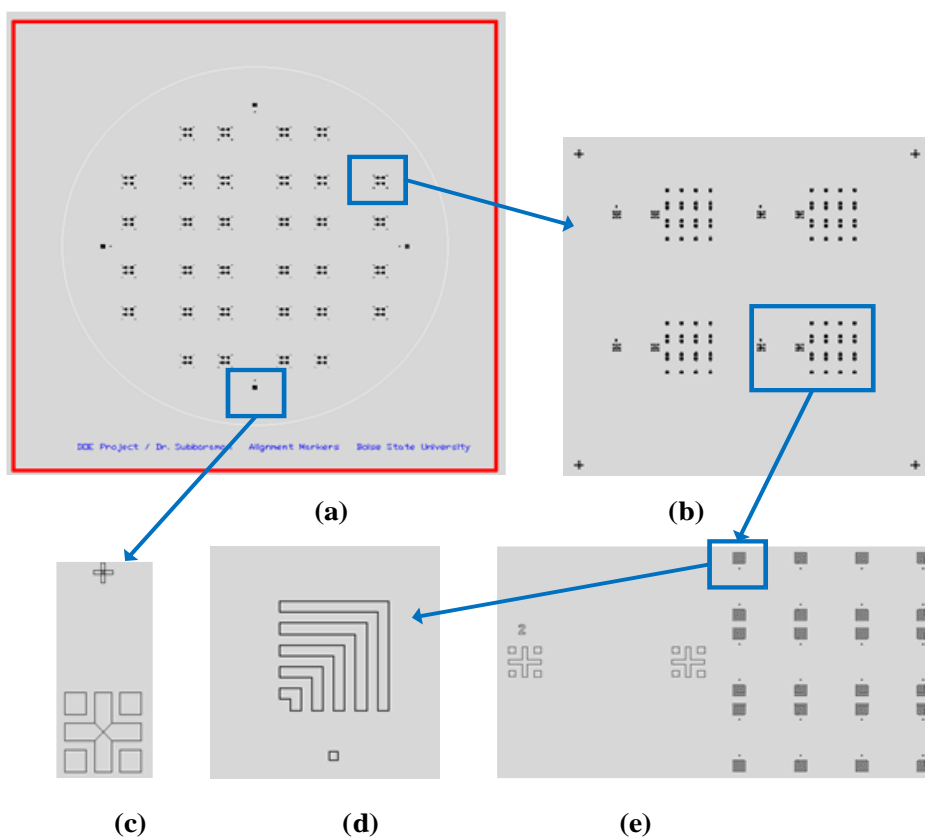 DOE Project / Dr. Subbaraman Alignment Markers Boise State University
(a)
(b)
2
(c)
(d)
(e)